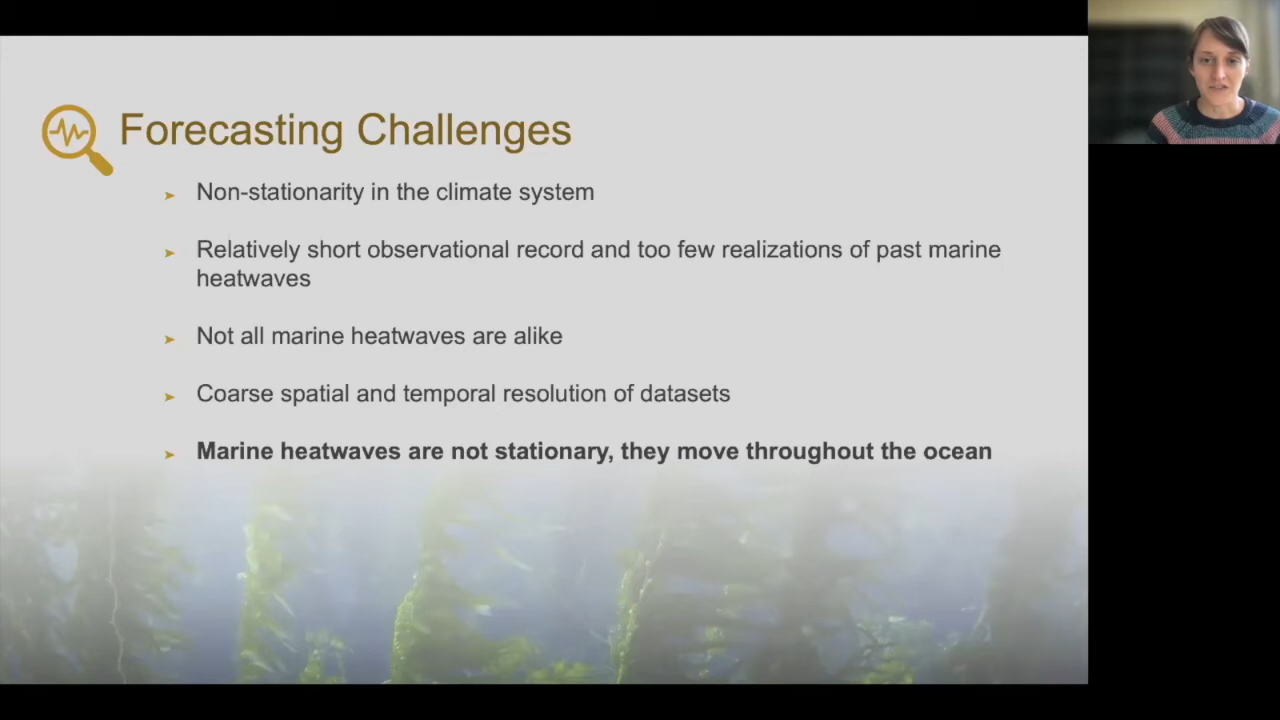 Forecasting Challenges
Non-stationarity in the climate system
Relatively short observational record and too few realizations of past marine
heatwaves
Not all marine heatwaves are alike
Coarse spatial and temporal resolution of datasets
Marine heatwaves are not stationary, they move throughout the ocean